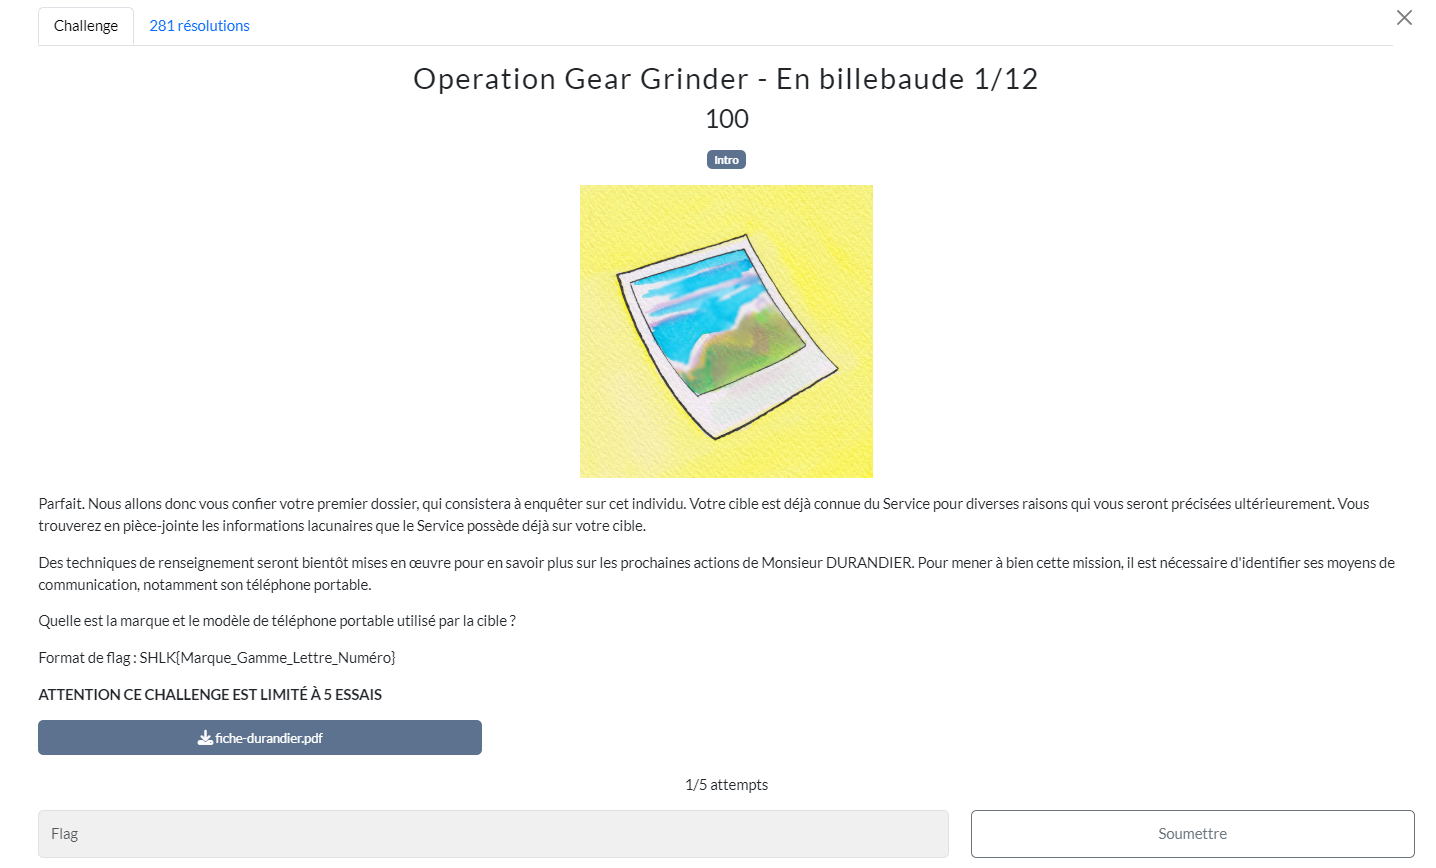 Challenge
281 résolutions
Operation Gear Grinder - En billebaude 1/12
100
Intro
Parfait. Nous allons donc vous confier votre premier dossier, qui consistera à enquêter sur cet individu. Votre cible est déjà connue du Service pour diverses raisons qui vous seront précisées ultérieurement. Vous
trouverez en pièce-jointe les informations lacunaires que le Service possède déjà sur votre cible.
Des techniques de renseignement seront bientôt mises en œuvre pour en savoir plus sur les prochaines actions de Monsieur DURANDIER. Pour mener à bien cette mission, il est nécessaire d'identifier ses moyens de
communication, notamment son téléphone portable.
Quelle est la marque et le modèle de téléphone portable utilisé par la cible ?
Format de flag : SHLK{Marque_Gamme_Lettre_Numéro}
ATTENTION CE CHALLENGE EST LIMITÉ À 5 ESSAIS
fiche-durandier.pdf
1/5 attempts
Flag
Soumettre